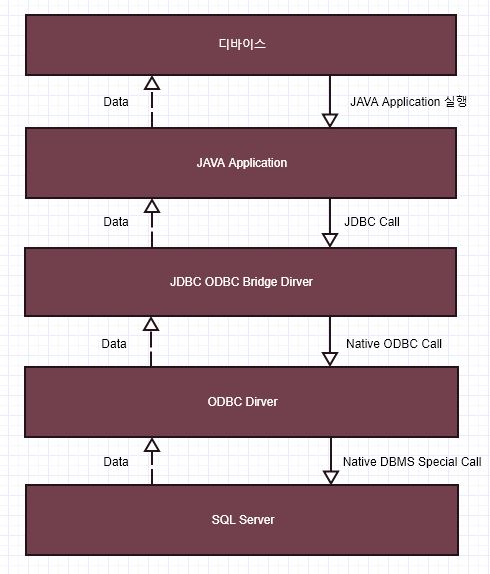 디바이스
Data
JAVA Application 실행
JAVA Application
Data
JDBC Call
JDBC ODBC Bridge Dirver
Data
Native ODBC Call
ODBC Dirver
Data
Native DBMS Special Call
SQL Server